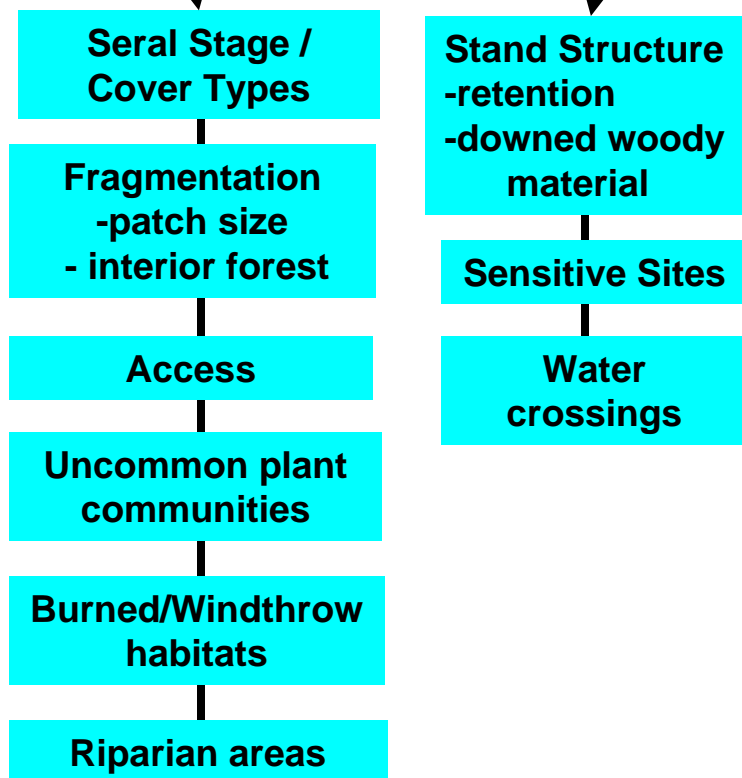 Seral Stage /
Cover Types
Fragmentation
-patch size
- interior forest
Access
Uncommon plant
communities
Burned/Windthrow
habitats
Riparian areas
Stand Structure
-retention
-downed woody
material
Sensitive Sites
Water
crossings